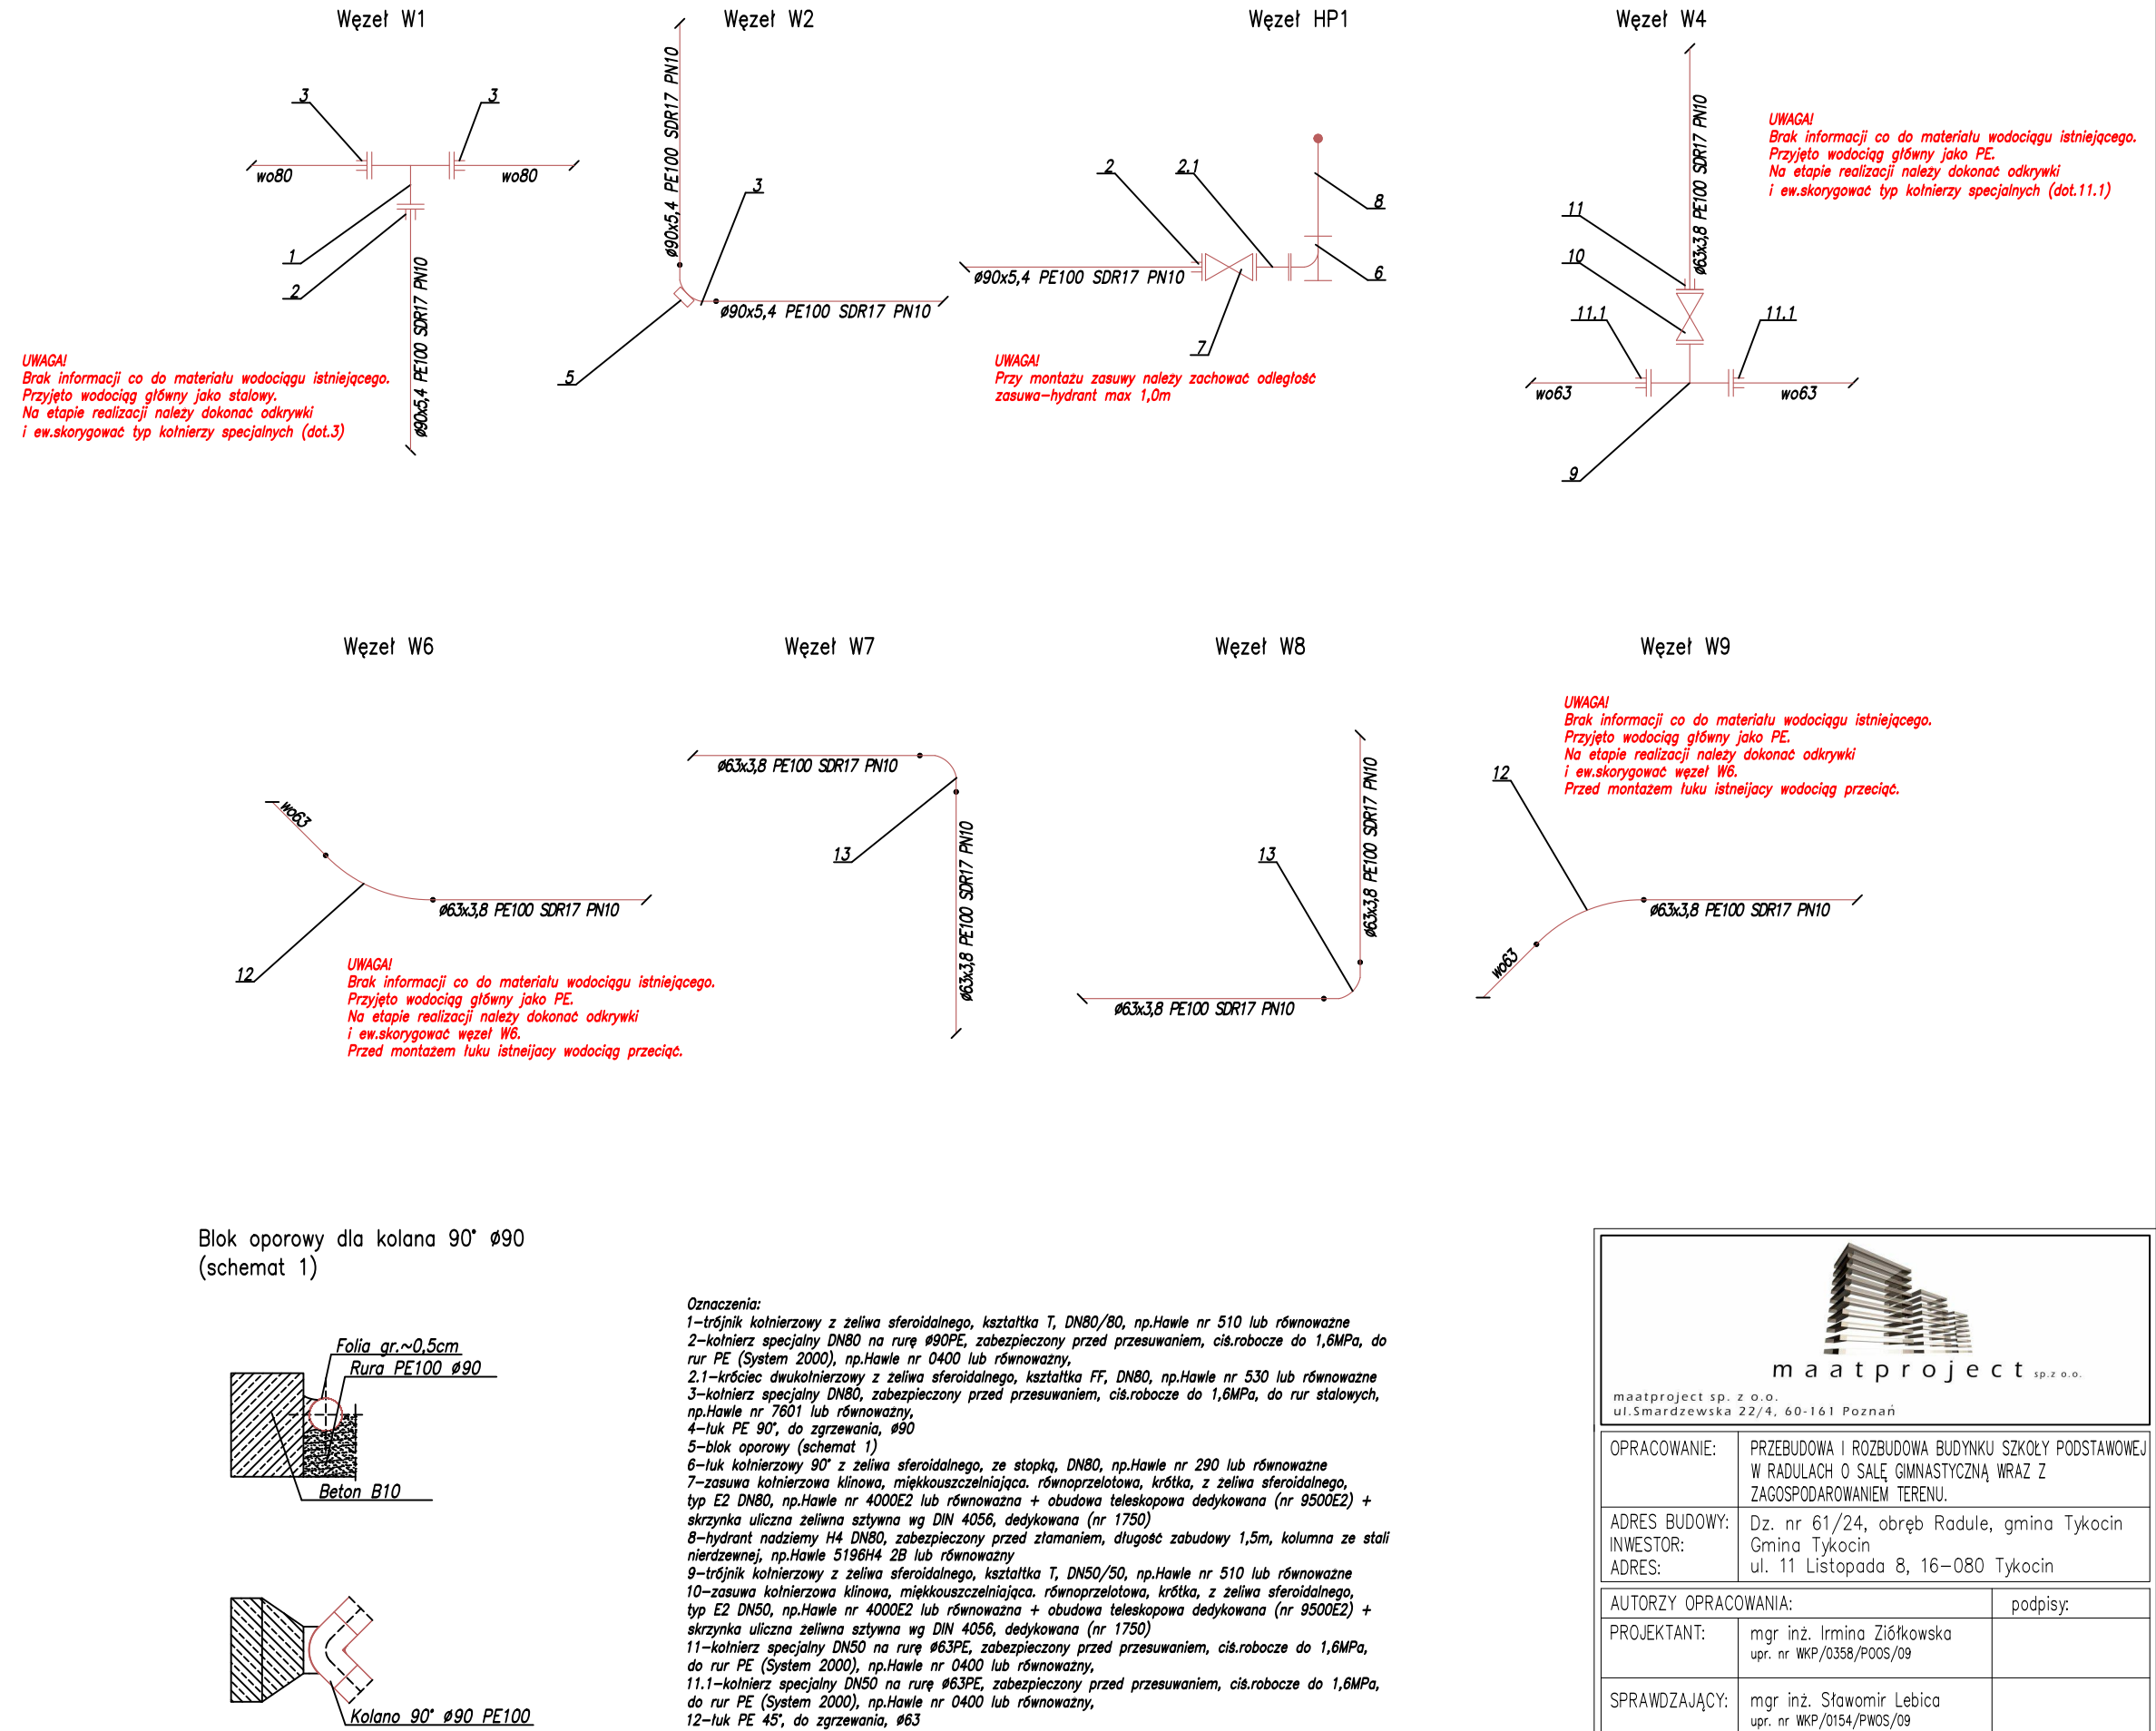 Węzeł W1
3
3
wo80
wo80
1
2
Ø90x5,4 PE100 SDR17 PN10
UWAGA!
Brak informacji co do materiału wodociągu istniejącego.
Przyjęto wodociąg główny jako stalowy.
Na etapie realizacji należy dokonać odkrywki
i ew.skorygować typ kołnierzy specjalnych (dot.3)
Węzeł W2
Ø90x5,4 PE100 SDR17 PN10
3
Ø90x5,4 PE100 SDR17 PN10
5
Węzeł HP1
2
2.1
8
Ø90x5,4 PE100 SDR17 PN10
6
7
UWAGA!
Przy montażu zasuwy należy zachować odległość
zasuwa-hydrant max 1,0m
Węzeł W4
Ø63x3,8 PE100 SDR17 PN10
UWAGA!
Brak informacji co do materiału wodociągu istniejącego.
Przyjęto wodociąg główny jako PE.
Na etapie realizacji należy dokonać odkrywki
i ew.skorygować typ kołnierzy specjalnych (dot.11.1)
11
10
11.1
11.1
wo63
wo63
9
Węzeł W6
wo63
Ø63x3,8 PE100 SDR17 PN10
12
UWAGA!
Brak informacji co do materiału wodociągu istniejącego.
Przyjęto wodociąg główny jako PE.
Na etapie realizacji należy dokonać odkrywki
i ew.skorygować węzeł W6.
Przed montażem łuku istneijacy wodociąg przeciąć.
Węzeł W7
Ø63x3,8 PE100 SDR17 PN10
13
Ø63x3,8 PE100 SDR17 PN10
Węzeł W8
Ø63x3,8 PE100 SDR17 PN10
13
Ø63x3,8 PE100 SDR17 PN10
Węzeł W9
UWAGA!
Brak informacji co do materiału wodociągu istniejącego.
Przyjęto wodociąg główny jako PE.
Na etapie realizacji należy dokonać odkrywki
i ew.skorygować węzeł W6.
Przed montażem łuku istneijacy wodociąg przeciąć.
12
Ø63x3,8 PE100 SDR17 PN10
wo63
Blok oporowy dla kolana 90° Ø90
(schemat 1)
Folia gr.~0,5cm
Rura PE100 Ø90
Beton B10
Kolano 90° Ø90 PE100
Oznaczenia:
1-trójnik kołnierzowy z żeliwa sferoidalnego, kształtka T, DN80/80, np.Hawle nr 510 lub równoważne
2-kołnierz specjalny DN80 na rurę Ø90PE, zabezpieczony przed przesuwaniem, ciś.robocze do 1,6MPa, do
rur PE (System 2000), np.Hawle nr 0400 lub równoważny,
2.1-króciec dwukołnierzowy z żeliwa sferoidalnego, kształtka FF, DN80, np.Hawle nr 530 lub równoważne
3-kołnierz specjalny DN80, zabezpieczony przed przesuwaniem, ciś.robocze do 1,6MPa, do rur stalowych,
np.Hawle nr 7601 lub równoważny,
4-łuk PE 90°, do zgrzewania, Ø90
5-blok oporowy (schemat 1)
6-łuk kołnierzowy 90° z żeliwa sferoidalnego, ze stopką, DN80, np.Hawle nr 290 lub równoważne
7-zasuwa kołnierzowa klinowa, miękkouszczelniająca. równoprzelotowa, krótka, z żeliwa sferoidalnego,
typ E2 DN80, np.Hawle nr 4000E2 lub równoważna + obudowa teleskopowa dedykowana (nr 9500E2) +
skrzynka uliczna żeliwna sztywna wg DIN 4056, dedykowana (nr 1750)
8-hydrant nadziemy H4 DN80, zabezpieczony przed złamaniem, długość zabudowy 1,5m, kolumna ze stali
nierdzewnej, np.Hawle 5196H4 2B lub równoważny
9-trójnik kołnierzowy z żeliwa sferoidalnego, kształtka T, DN50/50, np.Hawle nr 510 lub równoważne
10-zasuwa kołnierzowa klinowa, miękkouszczelniająca. równoprzelotowa, krótka, z żeliwa sferoidalnego,
typ E2 DN50, np.Hawle nr 4000E2 lub równoważna + obudowa teleskopowa dedykowana (nr 9500E2) +
skrzynka uliczna żeliwna sztywna wg DIN 4056, dedykowana (nr 1750)
11-kołnierz specjalny DN50 na rurę Ø63PE, zabezpieczony przed przesuwaniem, ciś.robocze do 1,6MPa,
do rur PE (System 2000), np.Hawle nr 0400 lub równoważny,
11.1-kołnierz specjalny DN50 na rurę Ø63PE, zabezpieczony przed przesuwaniem, ciś.robocze do 1,6MPa,
do rur PE (System 2000), np.Hawle nr 0400 lub równoważny,
12-łuk PE 45°, do zgrzewania, Ø63
maatproject sp.z o.o.
maatproject sp. z o.o.
ul.Smardzewska 22/4, 60-161 Poznań
OPRACOWANIE: PRZEBUDOWA I ROZBUDOWA BUDYNKU SZKOŁY PODSTAWOWEJ
W RADULACH O SALĘ GIMNASTYCZNĄ WRAZ Z
ZAGOSPODAROWANIEM TERENU.
ADRES BUDOWY: Dz. nr 61/24, obręb Radule, gmina Tykocin
INWESTOR: Gmina Tykocin
ADRES: ul. 11 Listopada 8, 16-080 Tykocin
AUTORZY OPRACOWANIA: podpisy:
PROJEKTANT: mgr inż. Irmina Ziółkowska
upr. nr WKP/0358/POOS/09
SPRAWDZAJĄCY: mgr inż. Sławomir Lebica
upr. nr WKP/0154/PWOS/09